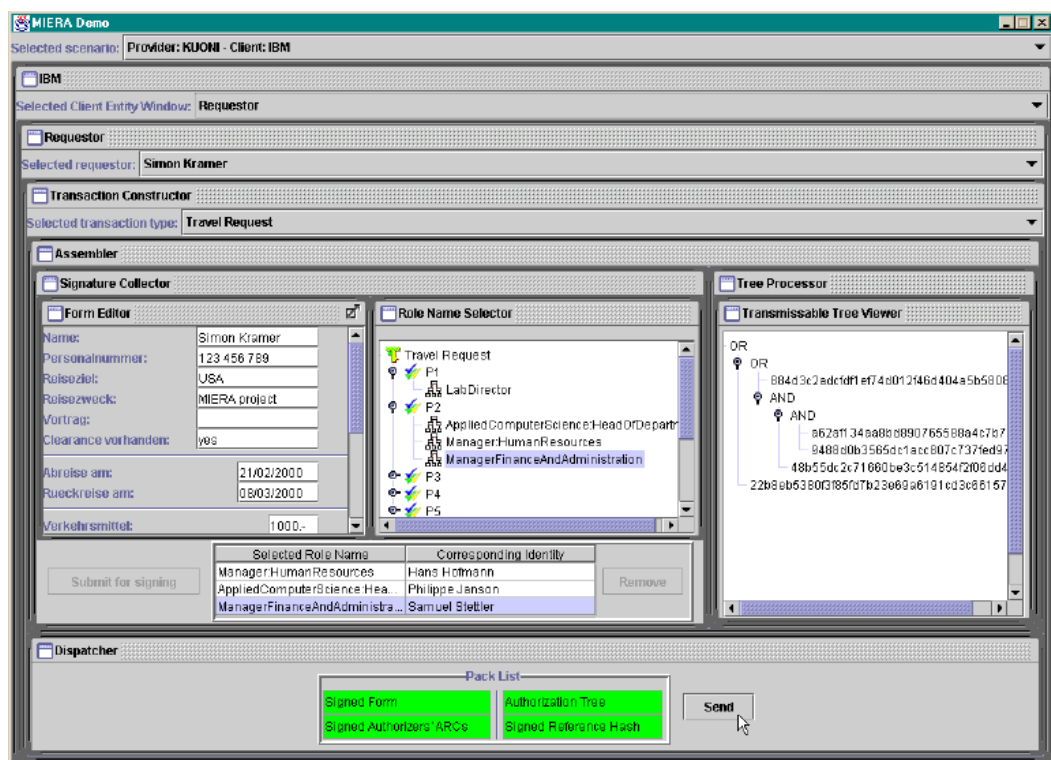 MIERA Demo
Selected scenario: Provider: KUONI - Client: IBM
IBM
Selected Client Entity Window: Requestor
Requestor
Selected requestor: Simon Kramer
Transaction Constructor
Selected transaction type: Travel Request
Assembler
Signature Collector
Form Editor
Name: Simon Kramer
Personalnummer: 123 456 789
Reiseziel: USA
Reisezweck: MIERA project
Vortrag:
Clearance vorhanden: yes
Abreise am: 21/02/2000
Rueckreise am: 08/03/2000
Verkehrsmittel: 1000.-
Role Name Selector
Travel Request
P1
LabDirector
P2
AppliedComputerScience:HeadOfDepartr
Manager:HumanResources
ManagerFinanceAndAdministration
P3
P4
P5
Tree Processor
Transmissable Tree Viewer
OR
OR
884d3c2adcfdf1ef74d012f46d404a5b5808
AND
AND
a62af134aa8bd890765588a4c7b7
9488d0b3565dc1acc807c737fed97
48b55dc2c71660be3c514854f2f08dd4
22b8eb5380f3f85fd7b23e69a6191cd3c66157
Submit for signing
Selected Role Name Corresponding Identity
Manager:HumanResources Hans Hofmann
AppliedComputerScience:Hea... Philippe Janson
ManagerFinanceAndAdministra... Samuel Stettler
Remove
Dispatcher
Pack List
Signed Form Authorization Tree
Signed Authorizers' ARCs Signed Reference Hash
Send